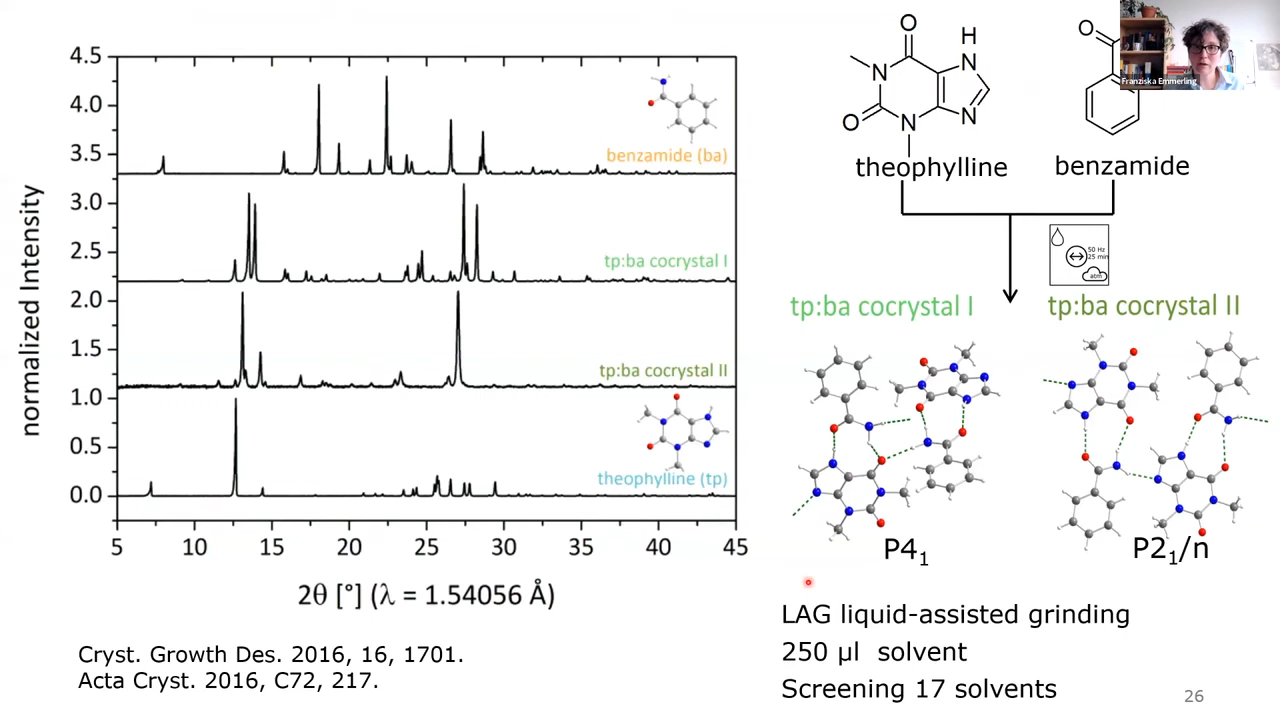 normalized Intensity
4.5
4.0
3.5
3.0
2.5
2.0
1.5
1.0
0.5
0.0
benzamide (ba)
tp:ba cocrystal I
tp:ba cocrystal II
theophylline (tp)
5 10 15 20 25 30 35 40 45
2θ [°] (λ = 1.54056 Å)
Cryst. Growth Des. 2016, 16, 1701.
Acta Cryst. 2016, C72, 217.
O
H
N
N
O
N
N
theophylline
O
benzamide
Franziska Emmerling
50 Hz
25 min
atm
tp:ba cocrystal I
tp:ba cocrystal II
P4₁
P2₁/n
LAG liquid-assisted grinding
250 µl solvent
Screening 17 solvents
26